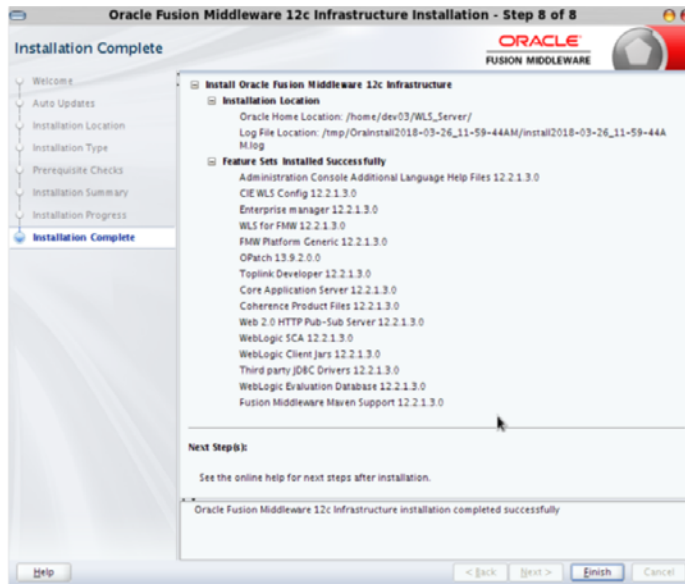 Oracle Fusion Middleware 12c Infrastructure Installation - Step 8 of 8
Installation Complete
ORACLE
FUSION MIDDLEWARE
Welcome
Auto Updates
Installation Location
Installation Type
Prerequisite Checks
Installation Summary
Installation Progress
Installation Complete
Install Oracle Fusion Middleware 12c Infrastructure
Installation Location
Oracle Home Location: /home/dev03/WLS_Server/
Log File Location: /tmp/OraInstall2018-03-26_11-59-44AM/install2018-03-26_11-59-44A
M.log
Feature Sets Installed Successfully
Administration Console Additional Language Help Files 12.2.1.3.0
CIE WLS Config 12.2.1.3.0
Enterprise manager 12.2.1.3.0
WLS for FMW 12.2.1.3.0
FMW Platform Generic 12.2.1.3.0
OPatch 13.9.2.0.0
Toplink Developer 12.2.1.3.0
Core Application Server 12.2.1.3.0
Coherence Product Files 12.2.1.3.0
Web 2.0 HTTP Pub-Sub Server 12.2.1.3.0
WebLogic SCA 12.2.1.3.0
WebLogic Client Jars 12.2.1.3.0
Third party JDBC Drivers 12.2.1.3.0
WebLogic Evaluation Database 12.2.1.3.0
Fusion Middleware Maven Support 12.2.1.3.0
Next Step(s):
See the online help for next steps after installation.
Oracle Fusion Middleware 12c Infrastructure installation completed successfully
Help
< Back
Next >
Finish
Cancel